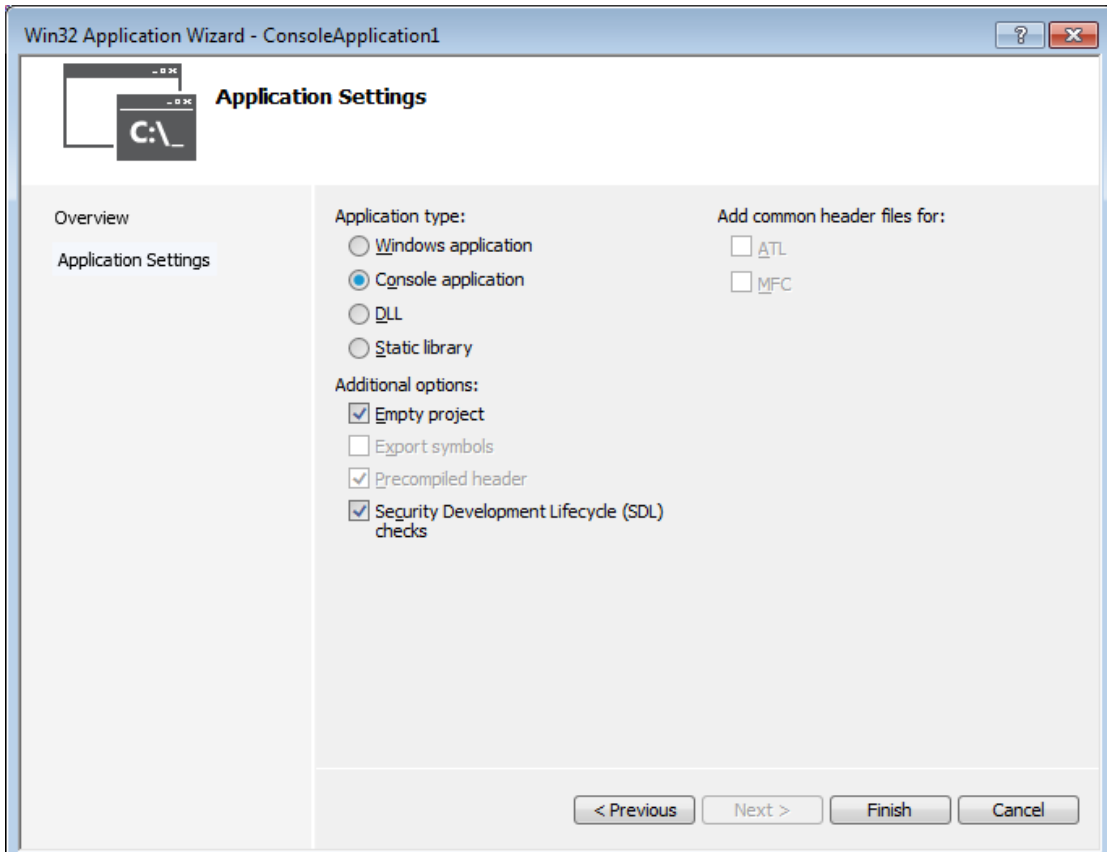 Win32 Application Wizard - ConsoleApplication1
?
C:\_
Application Settings
Overview
Application Settings
Application type:
Windows application
Console application
DLL
Static library
Additional options:
Empty project
Export symbols
Precompiled header
Security Development Lifecycle (SDL)
checks
Add common header files for:
ATL
MFC
< Previous
Next >
Finish
Cancel